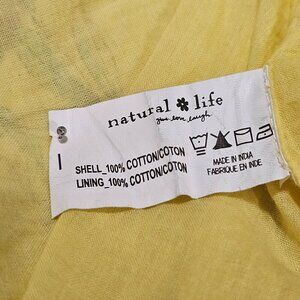 natural life
give. love. laugh.
I
SHELL_100% COTTON/COTON
LINING_100% COTTON/COTON
MADE IN INDIA
FABRIQUE EN INDE